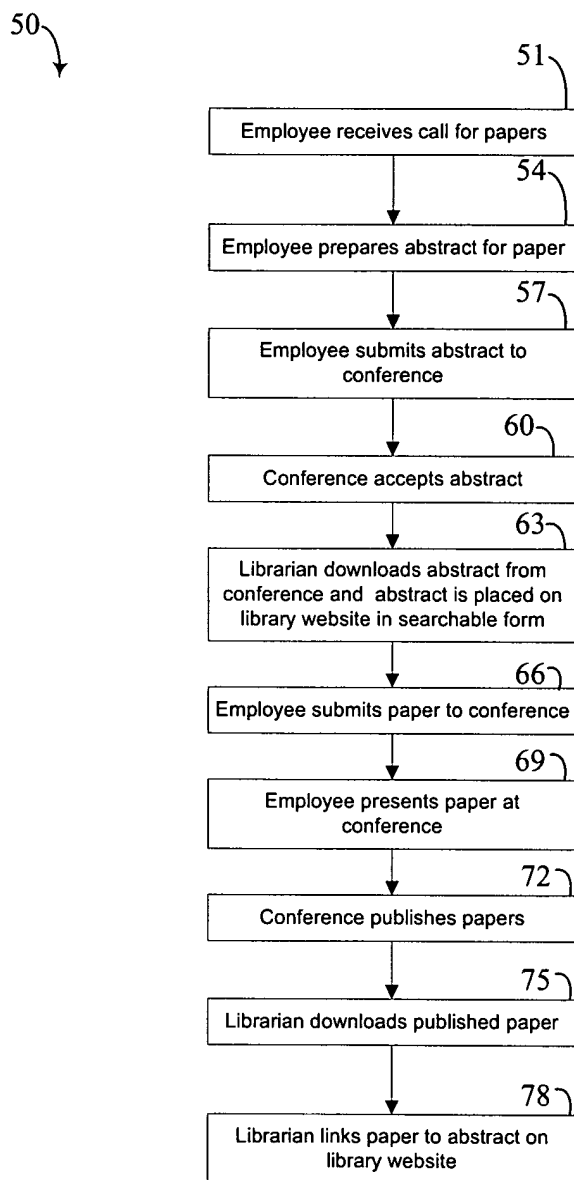 50
51
Employee receives call for papers
54
Employee prepares abstract for paper
57
Employee submits abstract to
conference
60
Conference accepts abstract
63
Librarian downloads abstract from
conference and abstract is placed on
library website in searchable form
66
Employee submits paper to conference
69
Employee presents paper at
conference
72
Conference publishes papers
75
Librarian downloads published paper
78
Librarian links paper to abstract on
library website